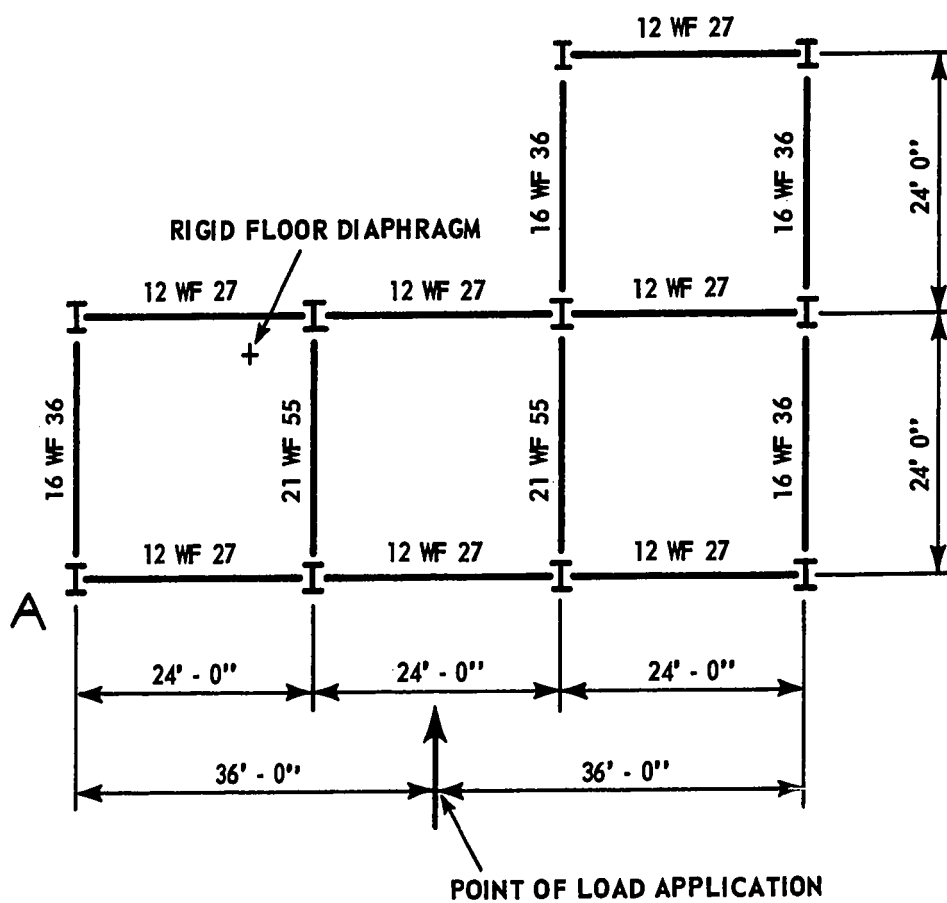 12 WF 27
16 WF 36
16 WF 36
24' 0"
RIGID FLOOR DIAPHRAGM
12 WF 27
12 WF 27
12 WF 27
16 WF 36
21 WF 55
21 WF 55
16 WF 36
24' 0"
12 WF 27
12 WF 27
12 WF 27
A
24' - 0"
24' - 0"
24' - 0"
36' - 0"
36' - 0"
POINT OF LOAD APPLICATION